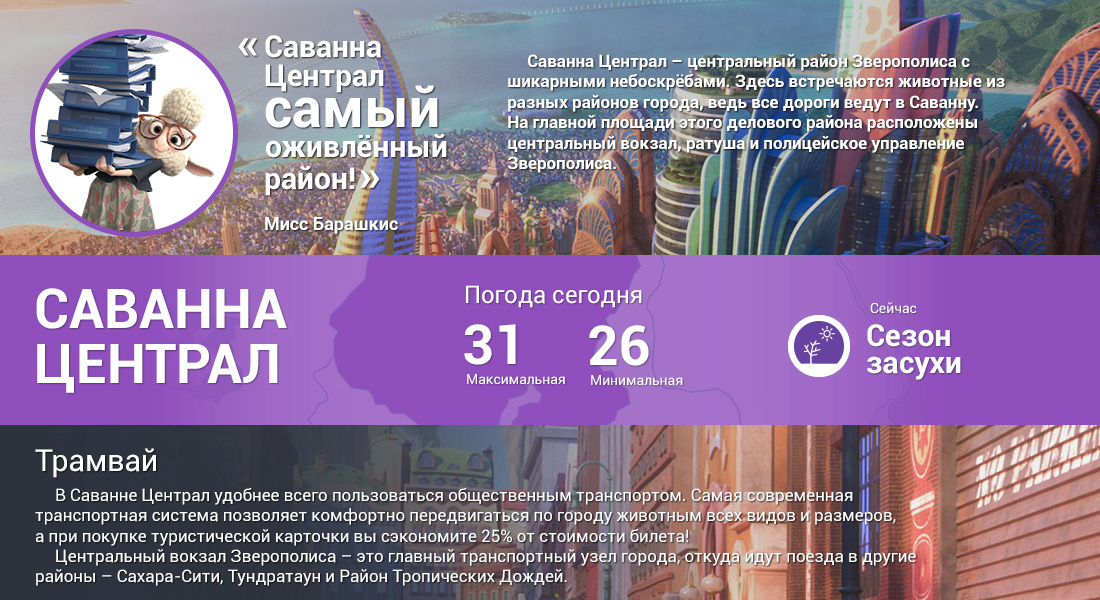 « Саванна
Централ
самый
оживлённый
район! »
Мисс Барашкис
Саванна Централ – центральный район Зверополиса с
шикарными небоскрёбами. Здесь встречаются животные из
разных районов города, ведь все дороги ведут в Саванну.
На главной площади этого делового района расположены
центральный вокзал, ратуша и полицейское управление
Зверополиса.
САВАННА
ЦЕНТРАЛ
Погода сегодня
31 26
Максимальная Минимальная
Сейчас
Сезон
засухи
Трамвай
В Саванне Централ удобнее всего пользоваться общественным транспортом. Самая современная
транспортная система позволяет комфортно передвигаться по городу животным всех видов и размеров,
а при покупке туристической карточки вы сэкономите 25% от стоимости билета!
Центральный вокзал Зверополиса – это главный транспортный узел города, откуда идут поезда в другие
районы – Сахара-Сити, Тундратаун и Район Тропических Дождей.